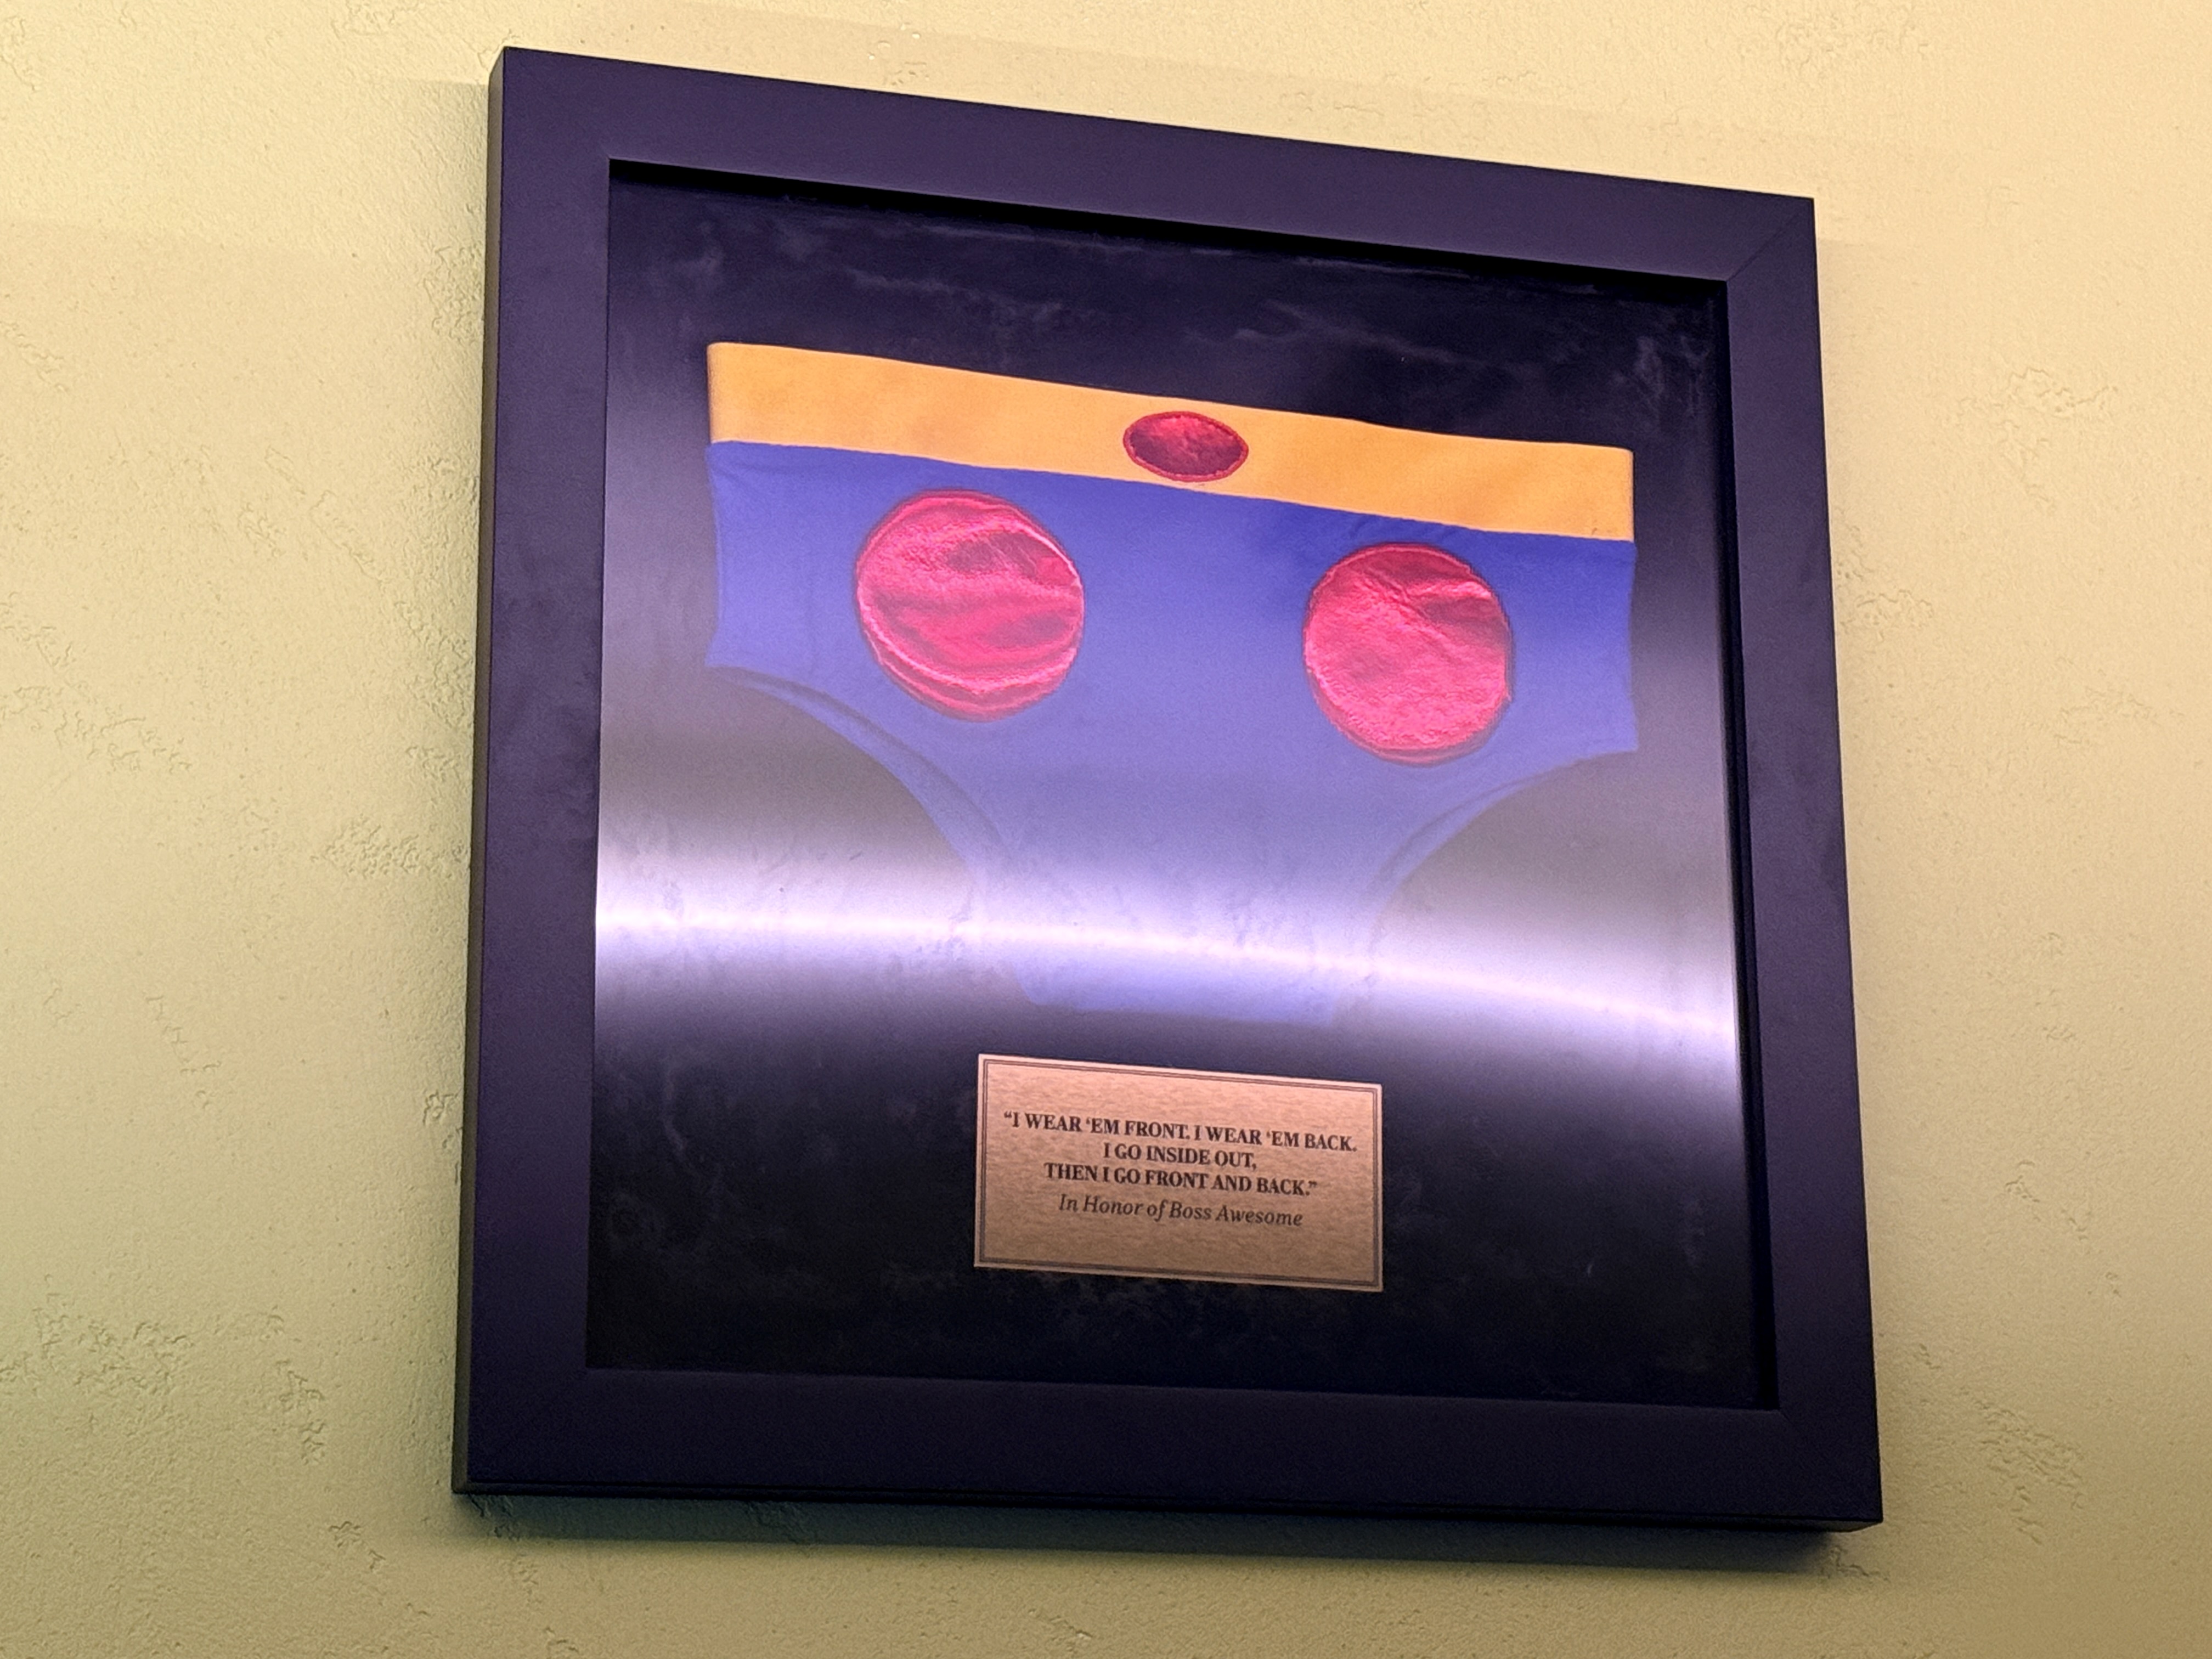 “I WEAR ‘EM FRONT. I WEAR ‘EM BACK.
I GO INSIDE OUT,
THEN I GO FRONT AND BACK.”
In Honor of Boss Awesome